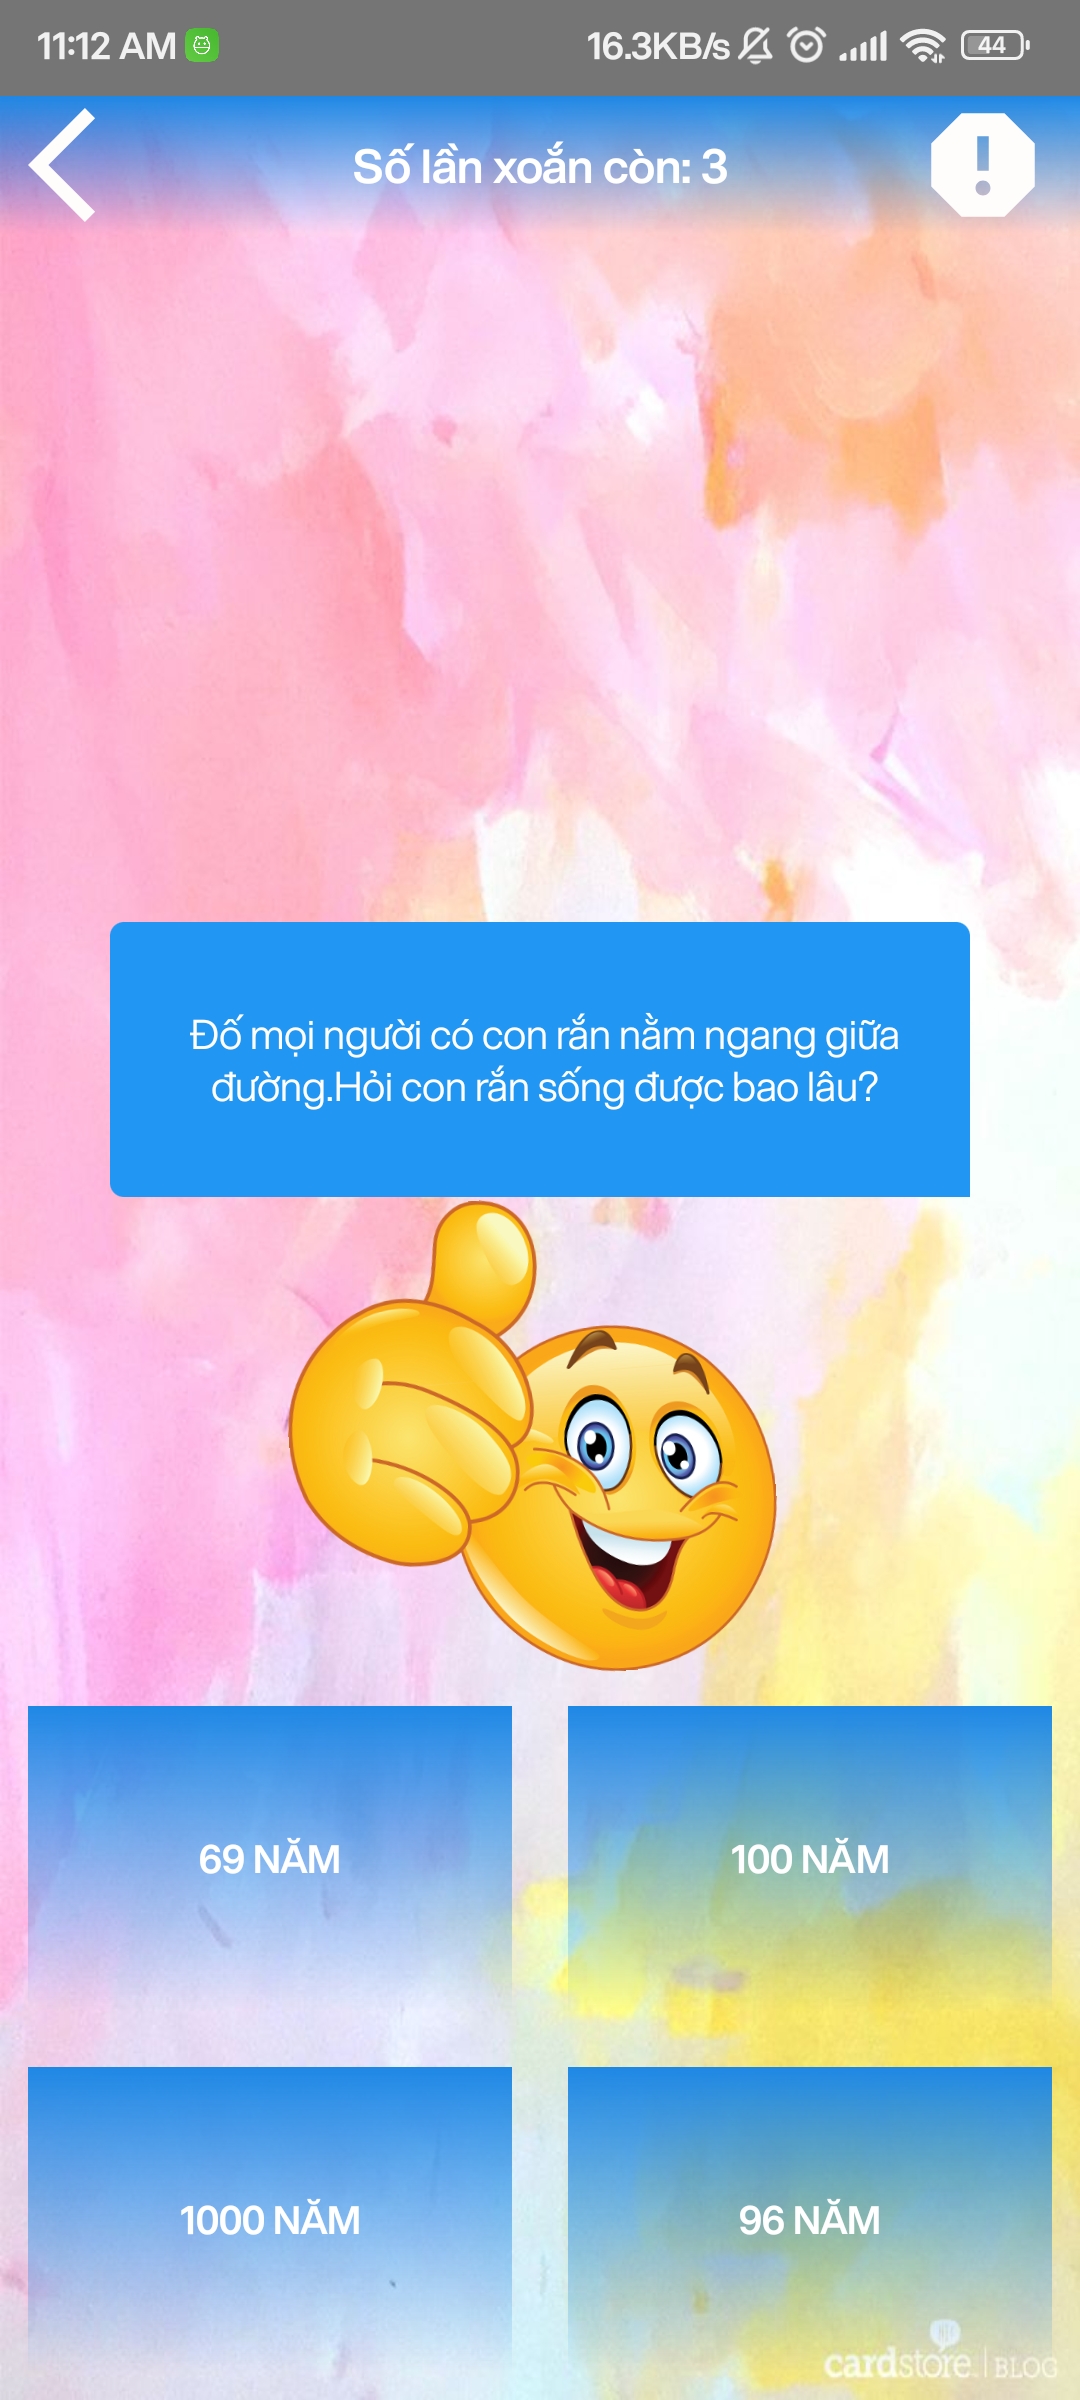 11:12 AM 16.3KB/s 44
Số lần xoắn còn: 3
Đố mọi người có con rắn nằm ngang giữa
đường.Hỏi con rắn sống được bao lâu?
69 NĂM 100 NĂM
1000 NĂM 96 NĂM
cardstore BLOG